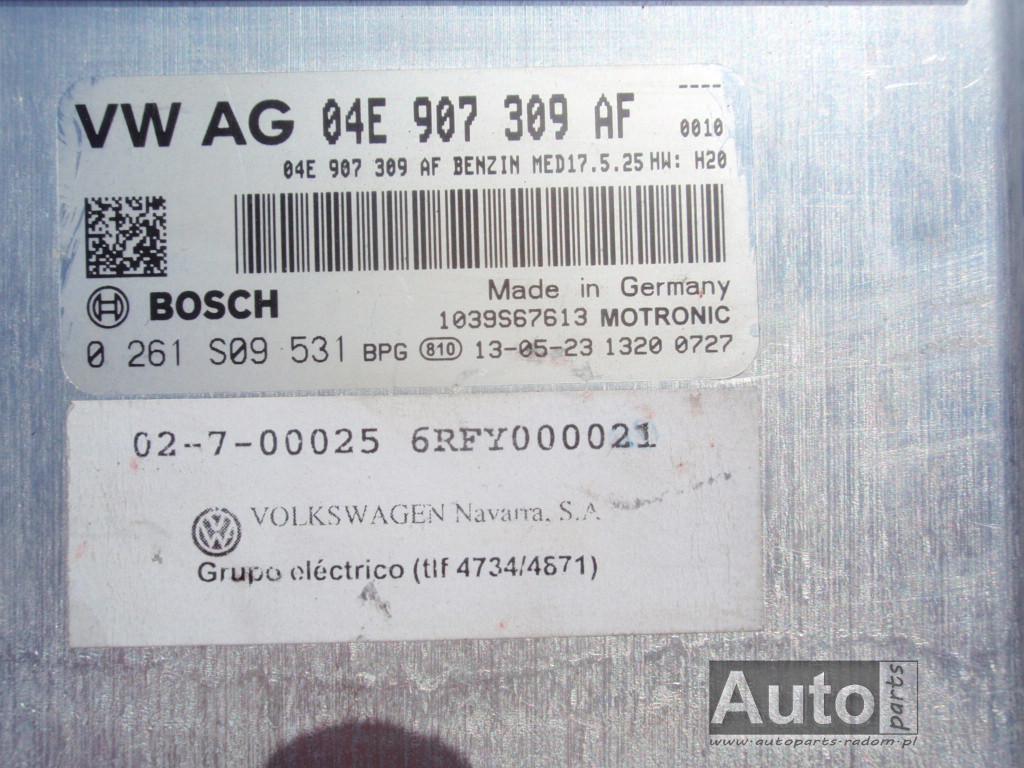 ----
VW AG 04E 907 309 AF 0010
04E 907 309 AF BENZIN MED17.5.25 HW: H20
BOSCH
Made in Germany
1039S67613 MOTRONIC
0 261 S09 531 BPG 810 13-05-23 1320 0727
02--7-00025 6RFY000021
VOLKSWAGEN Navarra, S.A
Grupo eléctrico (tlf 4734/4871)
Auto parts
www.autoparts-radom.pl